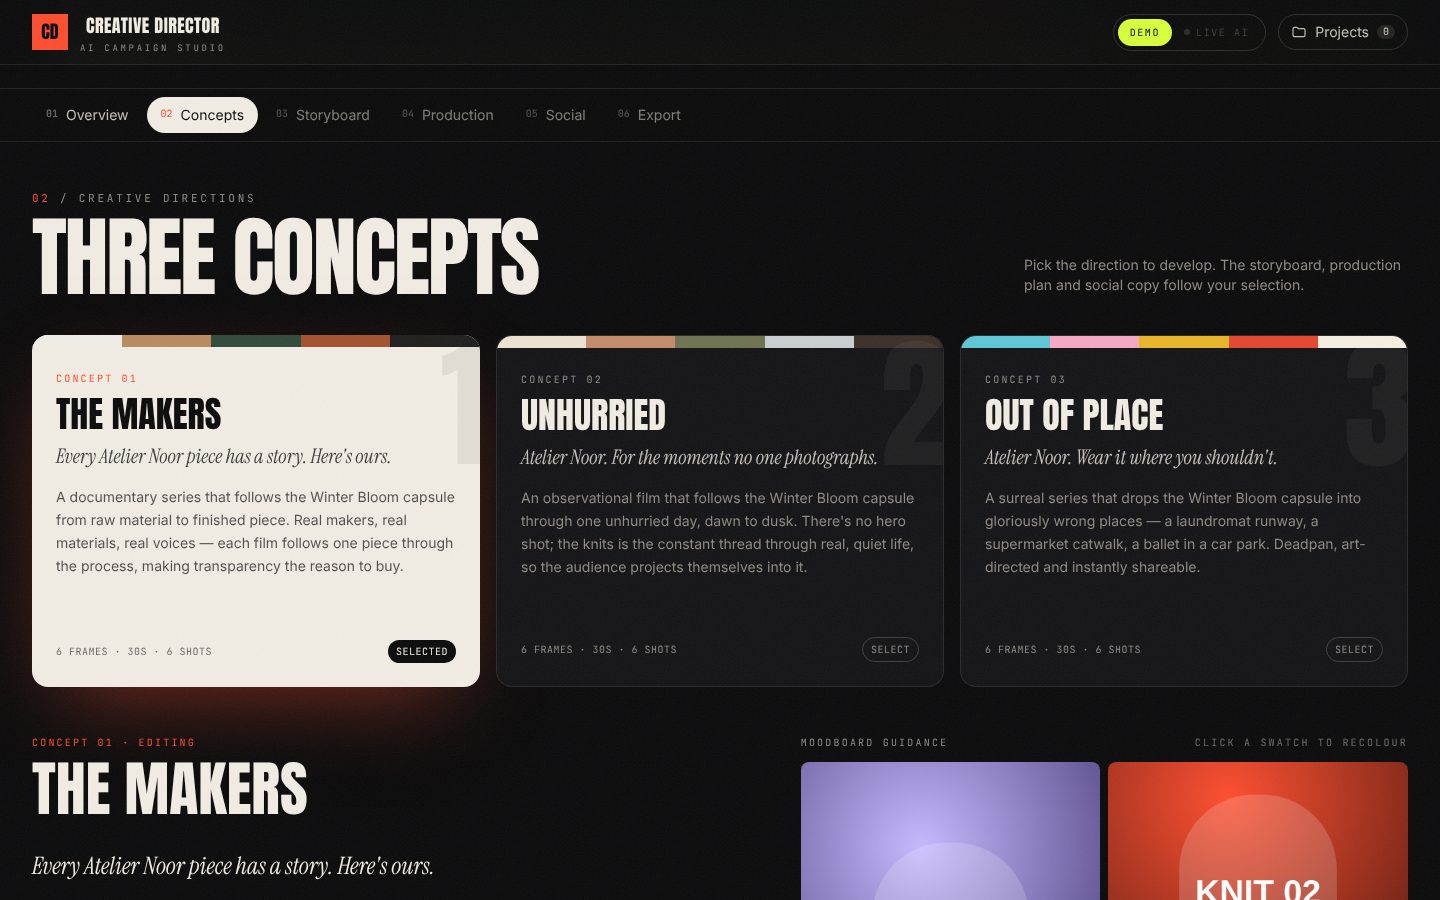 CD
CREATIVE DIRECTOR
AI CAMPAIGN STUDIO
DEMO
LIVE AI
Projects 0
01 Overview
02 Concepts
03 Storyboard
04 Production
05 Social
06 Export
02 / CREATIVE DIRECTIONS
THREE CONCEPTS
Pick the direction to develop. The storyboard, production
plan and social copy follow your selection.
1
CONCEPT 01
THE MAKERS
Every Atelier Noor piece has a story. Here's ours.
A documentary series that follows the Winter Bloom capsule
from raw material to finished piece. Real makers, real
materials, real voices — each film follows one piece through
the process, making transparency the reason to buy.
6 FRAMES · 30S · 6 SHOTS
SELECTED
2
CONCEPT 02
UNHURRIED
Atelier Noor. For the moments no one photographs.
An observational film that follows the Winter Bloom capsule
through one unhurried day, dawn to dusk. There's no hero
shot; the knits is the constant thread through real, quiet life,
so the audience projects themselves into it.
6 FRAMES · 30S · 6 SHOTS
SELECT
3
CONCEPT 03
OUT OF PLACE
Atelier Noor. Wear it where you shouldn't.
A surreal series that drops the Winter Bloom capsule into
gloriously wrong places — a laundromat runway, a
supermarket catwalk, a ballet in a car park. Deadpan, art-
directed and instantly shareable.
6 FRAMES · 30S · 6 SHOTS
SELECT
CONCEPT 01 · EDITING
THE MAKERS
Every Atelier Noor piece has a story. Here's ours.
MOODBOARD GUIDANCE
CLICK A SWATCH TO RECOLOUR
KNIT 02